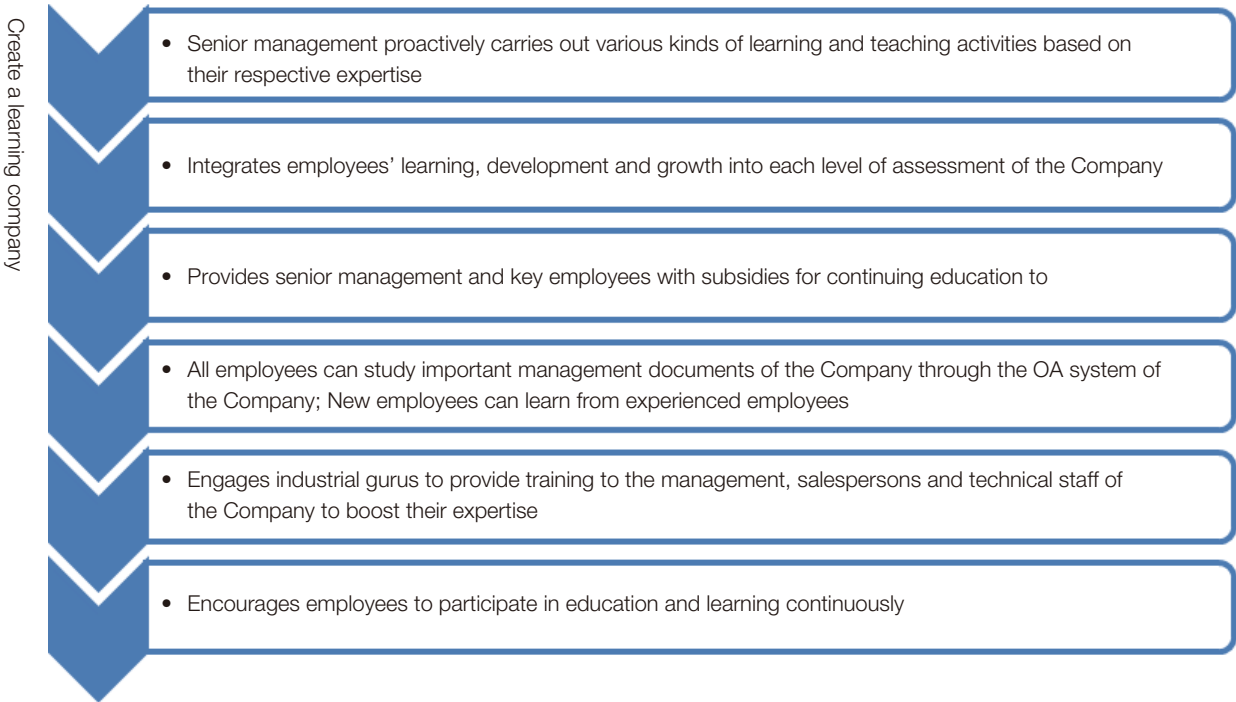 Create a learning company
• Senior management proactively carries out various kinds of learning and teaching activities based on
their respective expertise
• Integrates employees’ learning, development and growth into each level of assessment of the Company
• Provides senior management and key employees with subsidies for continuing education to
• All employees can study important management documents of the Company through the OA system of
the Company; New employees can learn from experienced employees
• Engages industrial gurus to provide training to the management, salespersons and technical staff of
the Company to boost their expertise
• Encourages employees to participate in education and learning continuously